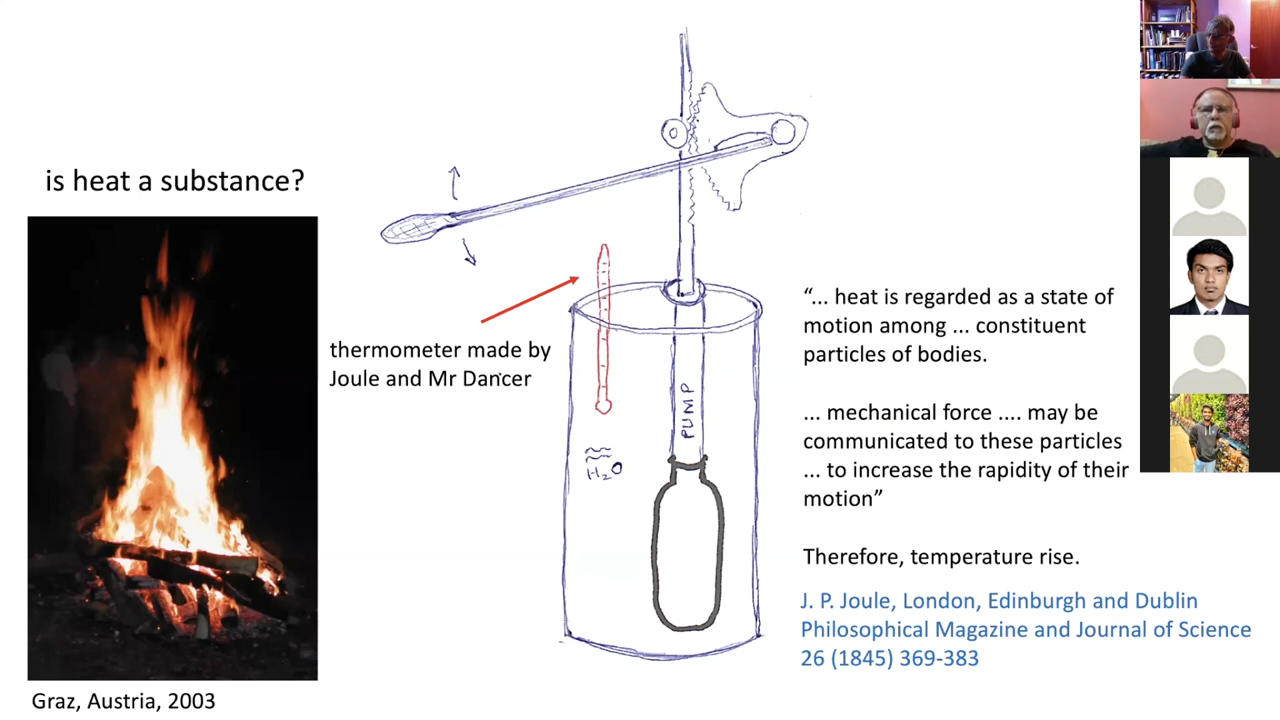 is heat a substance?
thermometer made by
Joule and Mr Dancer
PUMP
H₂O
“... heat is regarded as a state of
motion among ... constituent
particles of bodies.
... mechanical force .... may be
communicated to these particles
... to increase the rapidity of their
motion”
Therefore, temperature rise.
J. P. Joule, London, Edinburgh and Dublin
Philosophical Magazine and Journal of Science
26 (1845) 369-383
Graz, Austria, 2003